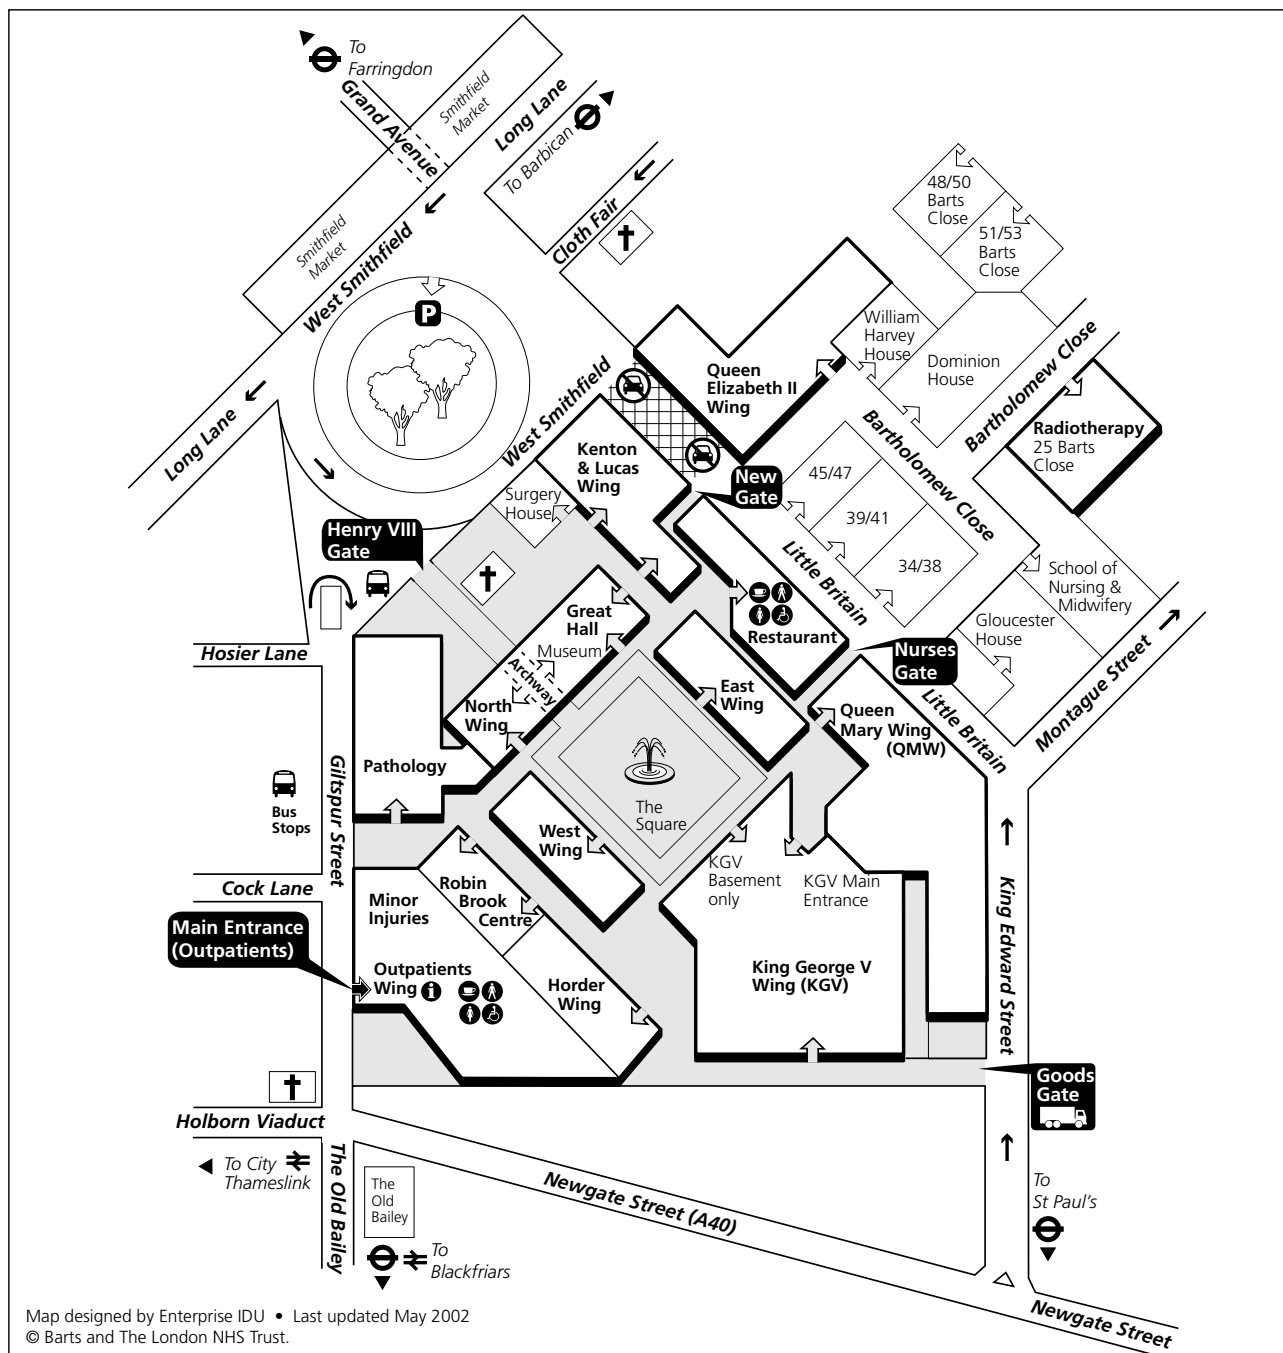 To
Farringdon
Grand Avenue
Smithfield
Market
Long Lane
To Barbican
Cloth Fair
Smithfield
Market
West Smithfield
P
Long Lane
West Smithfield
48/50
Barts
Close
51/53
Barts
Close
William
Harvey
House
Dominion
House
Bartholomew Close
Queen
Elizabeth II
Wing
Radiotherapy
25 Barts
Close
Bartholomew Close
Kenton
& Lucas
Wing
New
Gate
45/47
39/41
34/38
Surgery
House
Henry VIII
Gate
Little Britain
School of
Nursing &
Midwifery
Gloucester
House
Great
Hall
Museum
Archway
Restaurant
Nurses
Gate
Hosier Lane
North
Wing
East
Wing
Queen
Mary Wing
(QMW)
Little Britain
Montague Street
Pathology
Giltspur Street
Bus
Stops
The
Square
West
Wing
KGV
Basement
only
KGV Main
Entrance
Cock Lane
Robin
Brook
Centre
Minor
Injuries
Main Entrance
(Outpatients)
Outpatients
Wing
i
Horder
Wing
King George V
Wing (KGV)
King Edward Street
Goods
Gate
Holborn Viaduct
To City
Thameslink
The Old Bailey
The
Old
Bailey
To
Blackfriars
Newgate Street (A40)
To
St Paul's
Newgate Street
Map designed by Enterprise IDU • Last updated May 2002
© Barts and The London NHS Trust.